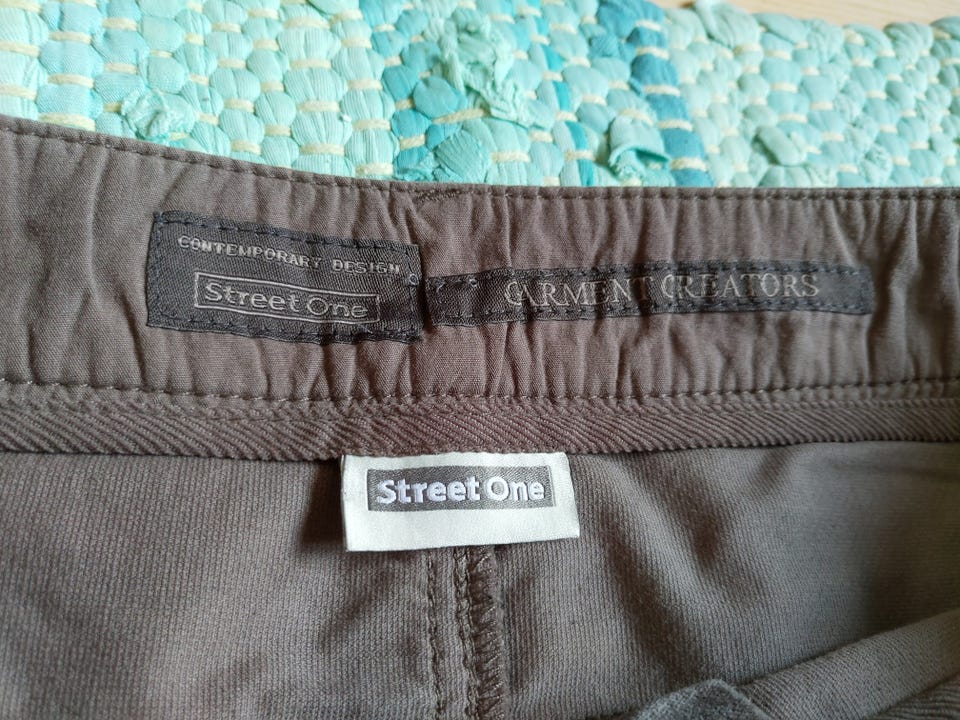 CONTEMPORARY DESIGN
Street One
GARMENT CREATORS
Street One